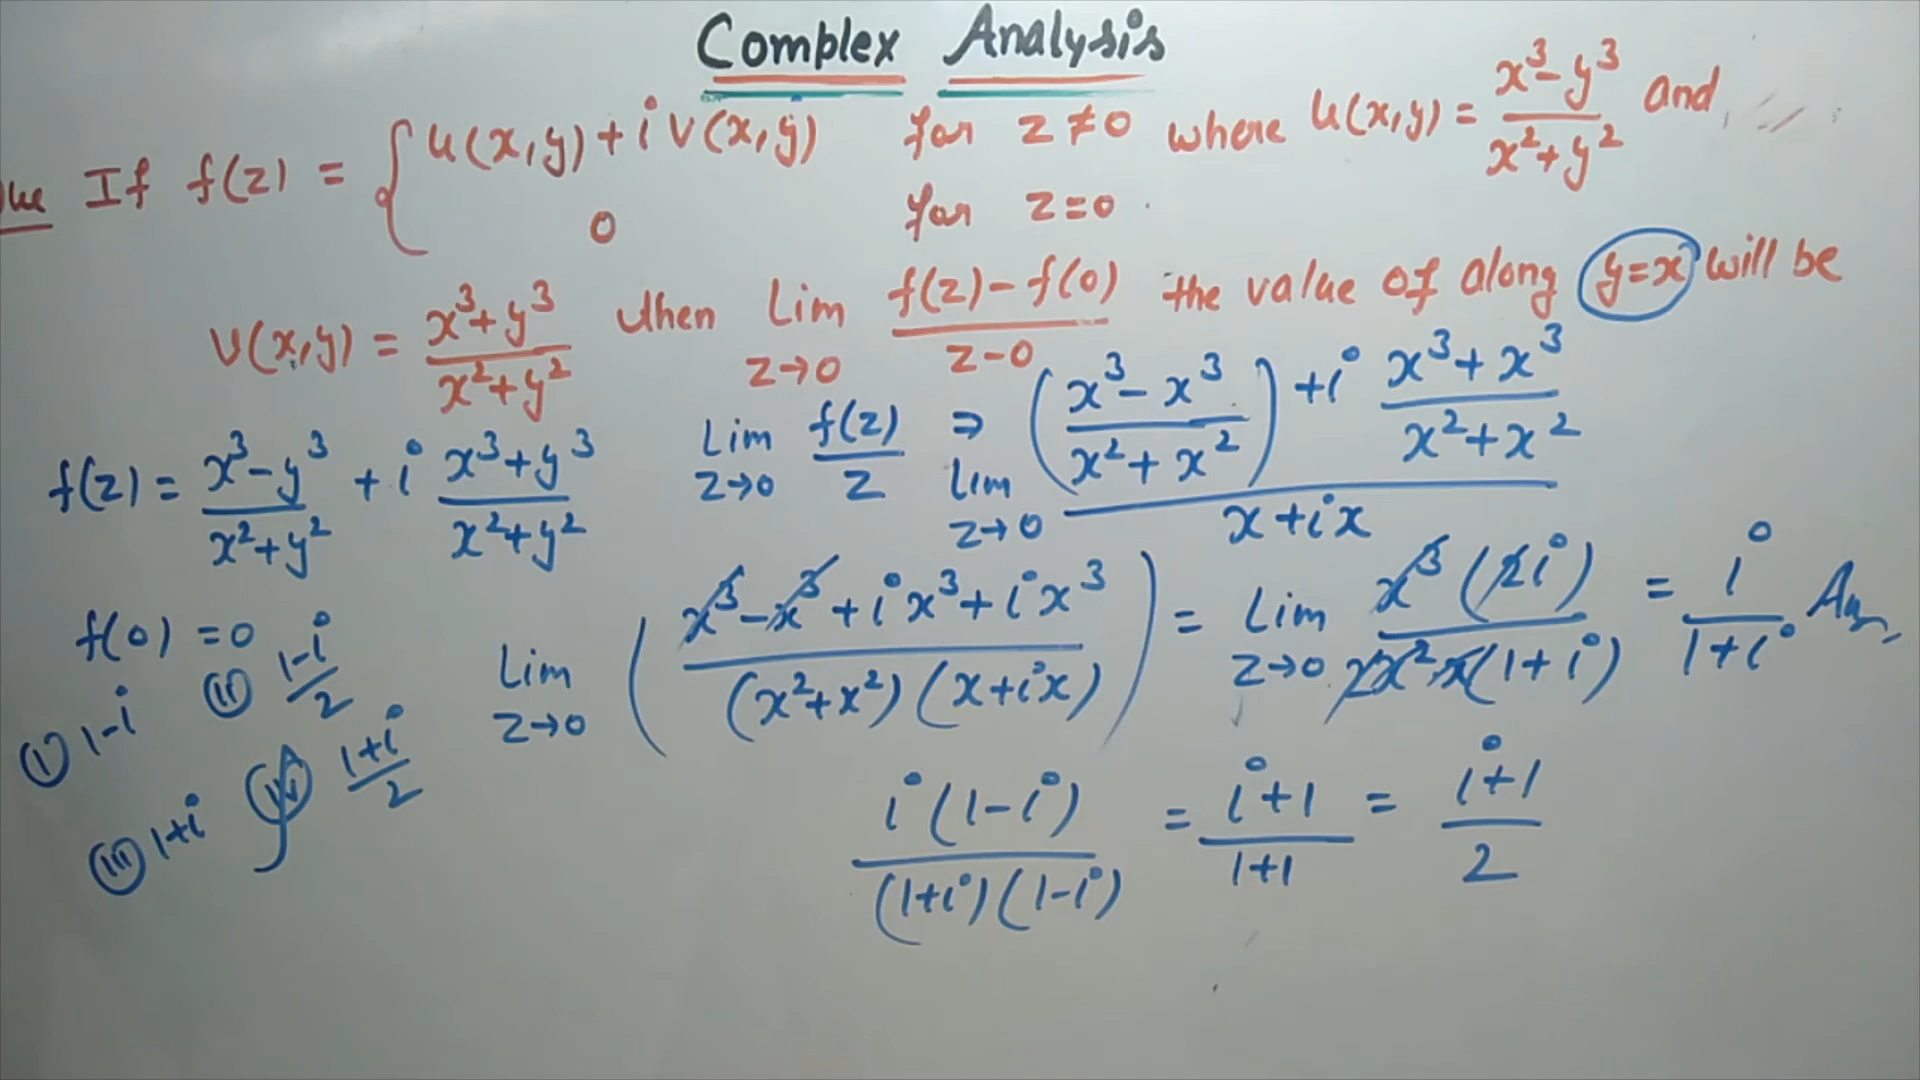 Complex Analysis
Que If f(z) = { u(x,y) + i v(x,y) for z ≠ 0 where u(x,y) = (x³ - y³)/(x² + y²) and
0 for z = 0
v(x,y) = (x³ + y³)/(x² + y²) then Lim z→0 (f(z) - f(0))/(z - 0) the value of along y = x will be
f(z) = (x³ - y³)/(x² + y²) + i (x³ + y³)/(x² + y²)
Lim z→0 f(z)/z ⇒ Lim z→0 (((x³ - x³)/(x² + x²)) + i (x³ + x³)/(x² + x²))/(x + ix)
f(0) = 0
Lim z→0 ((x³ - x³ + ix³ + ix³)/((x² + x²)(x + ix))) = Lim z→0 (x³(2i))/(2x².x(1 + i)) = i/(1 + i) Ans
(i) 1-i (ii) (1-i)/2
(iii) 1+i (iv) (1+i)/2
(i(1-i))/((1+i)(1-i)) = (i+1)/(1+1) = (i+1)/2